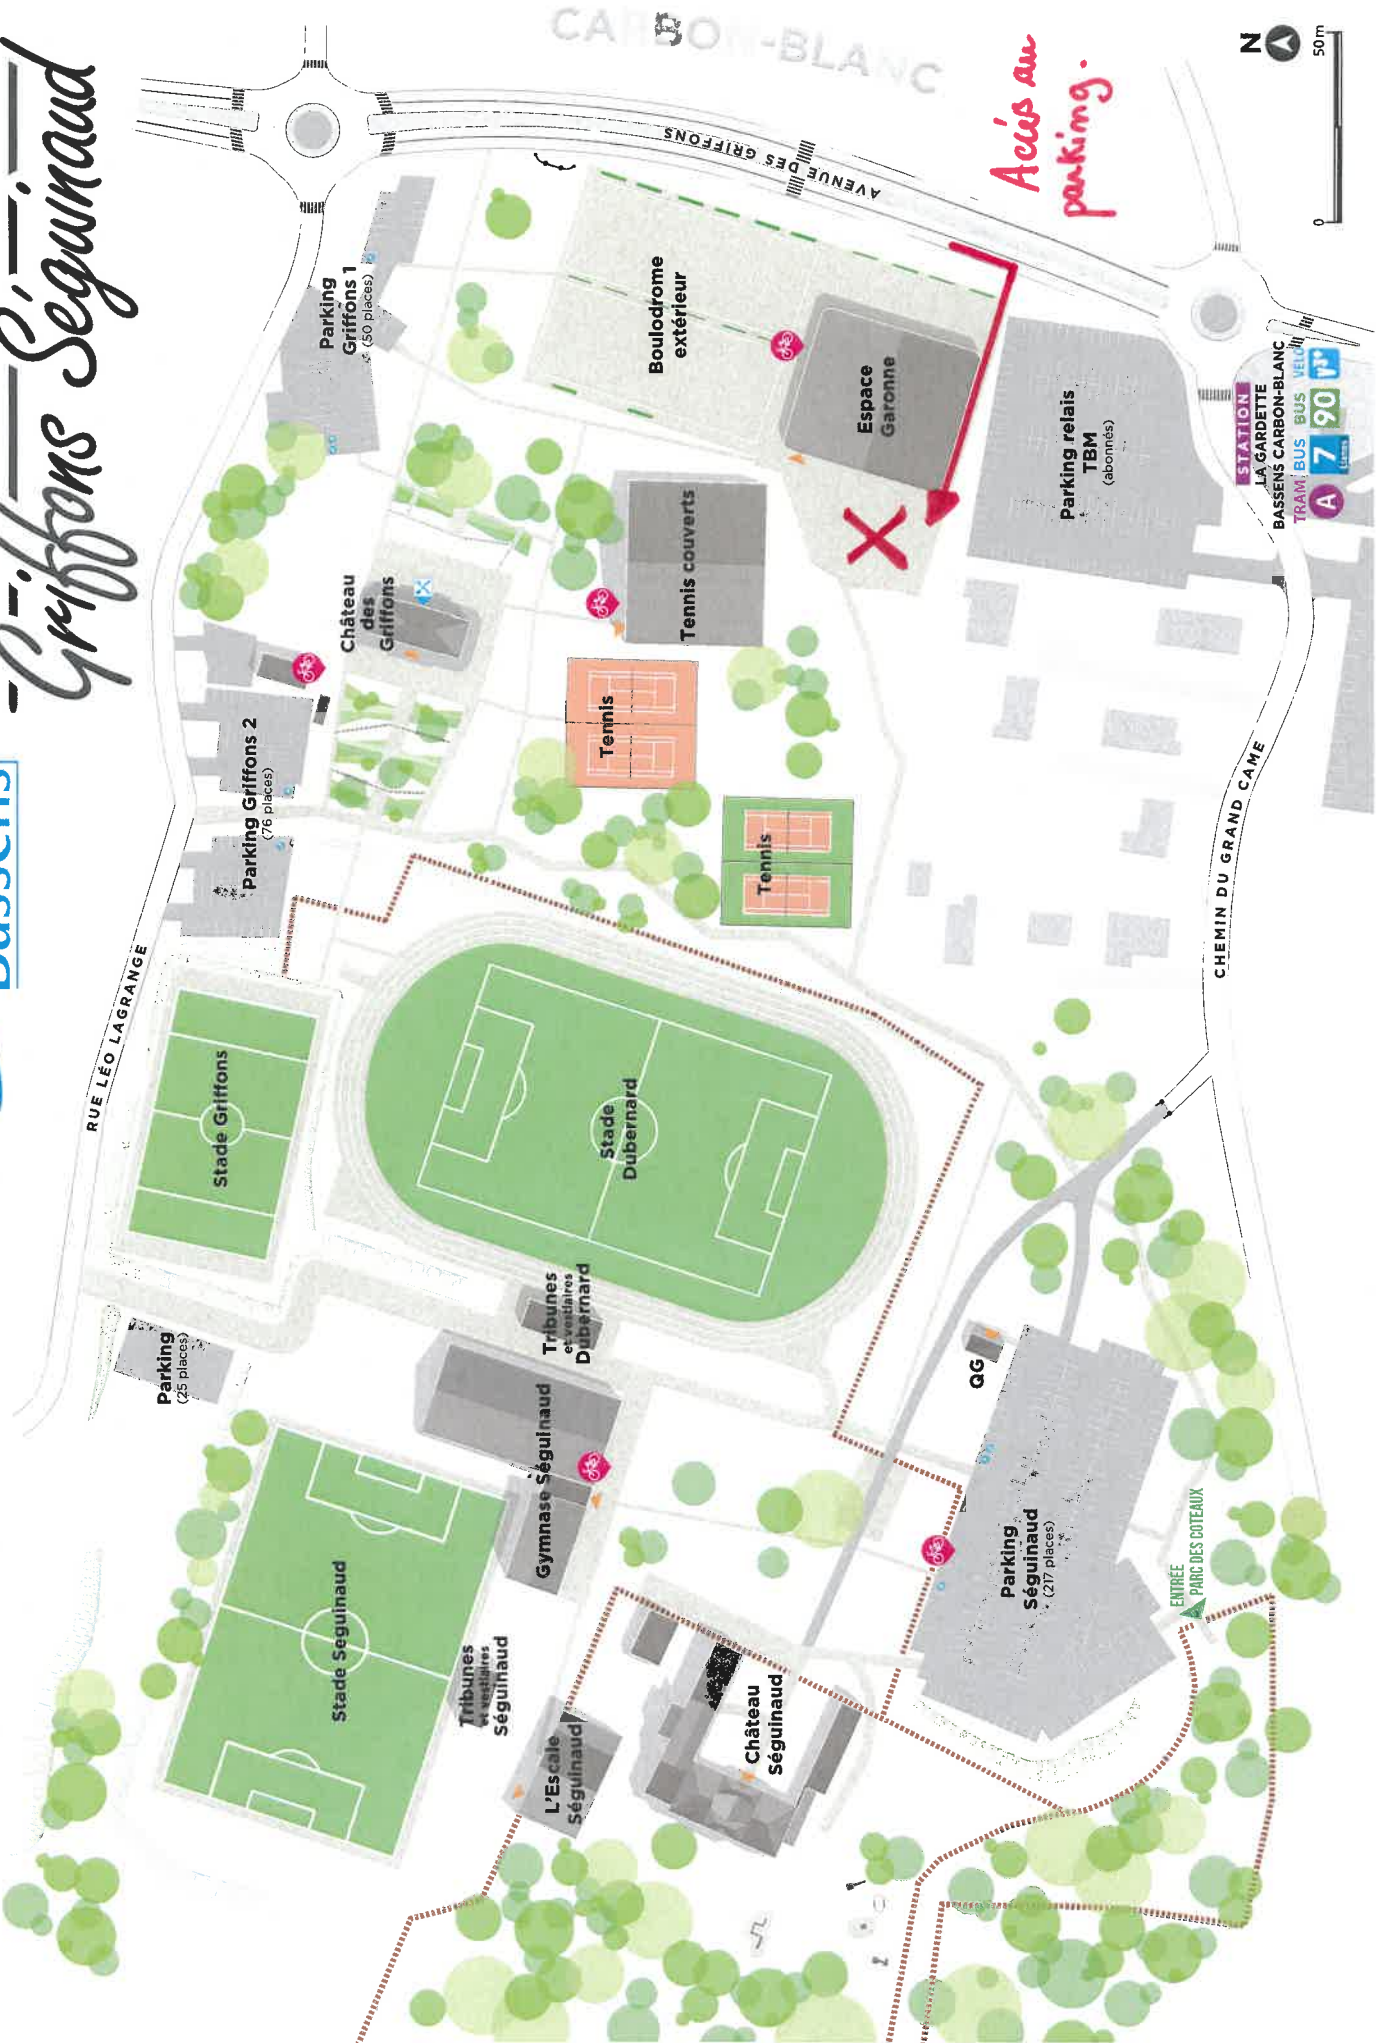 Bassens
Griffons Séguinaud
CARBON-BLANC
N
0
50m
Accès au
parking.
AVENUE DES GRIFFONS
RUE LÉO LAGRANGE
CHEMIN DU GRAND CAME
Parking
Griffons 1
(50 places)
Boulodrome
extérieur
Espace
Garonne
Parking relais
TBM
(abonnés)
STATION
LA GARDETTE
BASSENS CARBON-BLANC
TRAM BUS BUS VELO
A 7 90
Château
des
Griffons
Tennis couverts
Parking Griffons 2
(76 places)
Tennis
Tennis
Stade Griffons
Stade
Dubernard
Parking
(25 places)
Tribunes
et vestiaires
Dubernard
Gymnase Séguinaud
QG
Stade Séguinaud
Tribunes
et vestiaires
Séguinaud
L'Escale
Séguinaud
Château
Séguinaud
Parking
Séguinaud
(217 places)
ENTRÉE
PARC DES COTEAUX